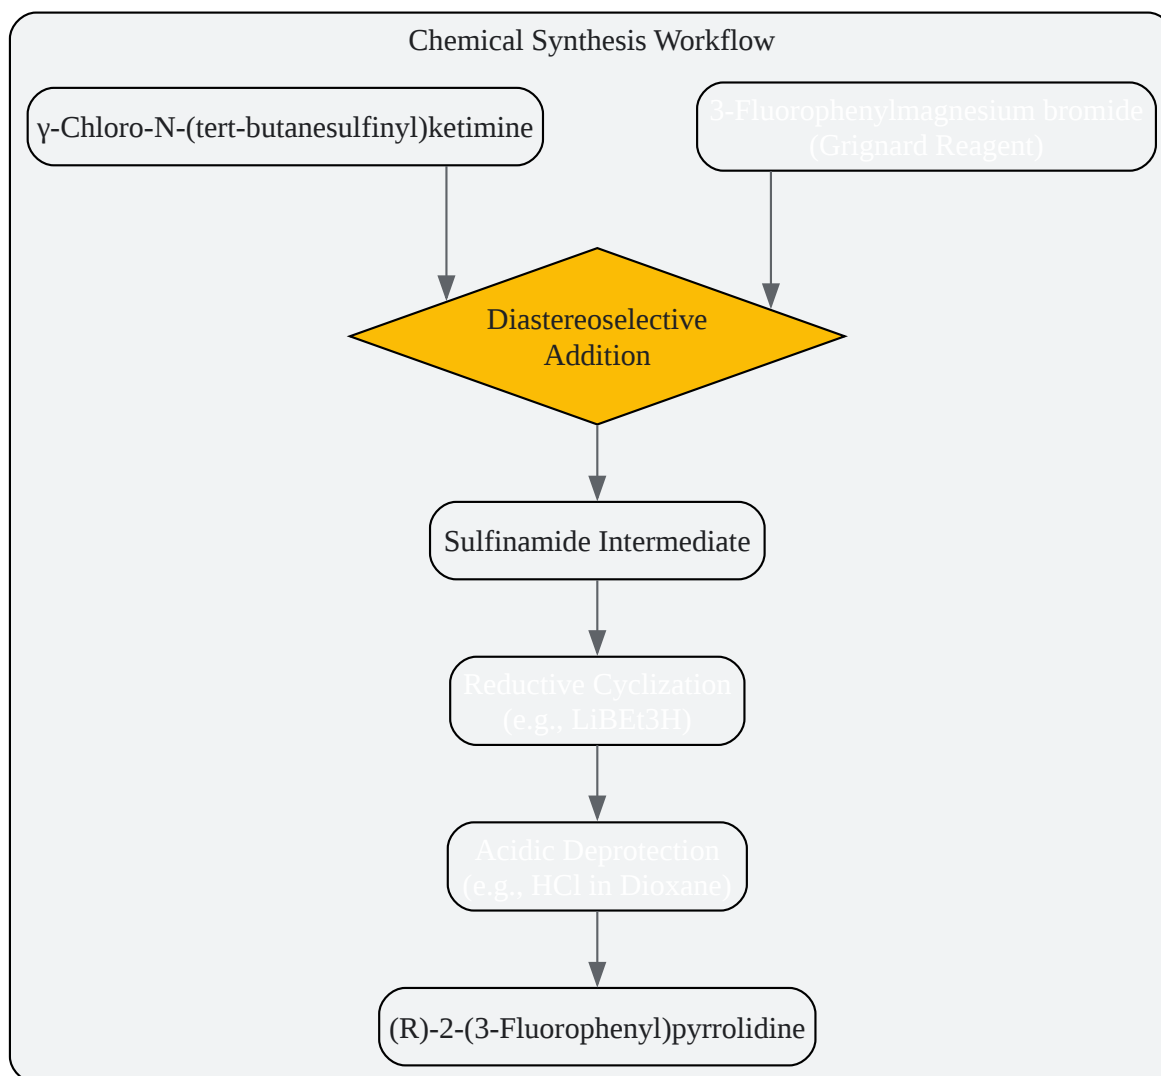 Chemical Synthesis Workflow
γ-Chloro-N-(tert-butanesulfinyl)ketimine
3-Fluorophenylmagnesium bromide
(Grignard Reagent)
Diastereoselective
Addition
Sulfinamide Intermediate
Reductive Cyclization
(e.g., LiBEt3H)
Acidic Deprotection
(e.g., HCl in Dioxane)
(R)-2-(3-Fluorophenyl)pyrrolidine